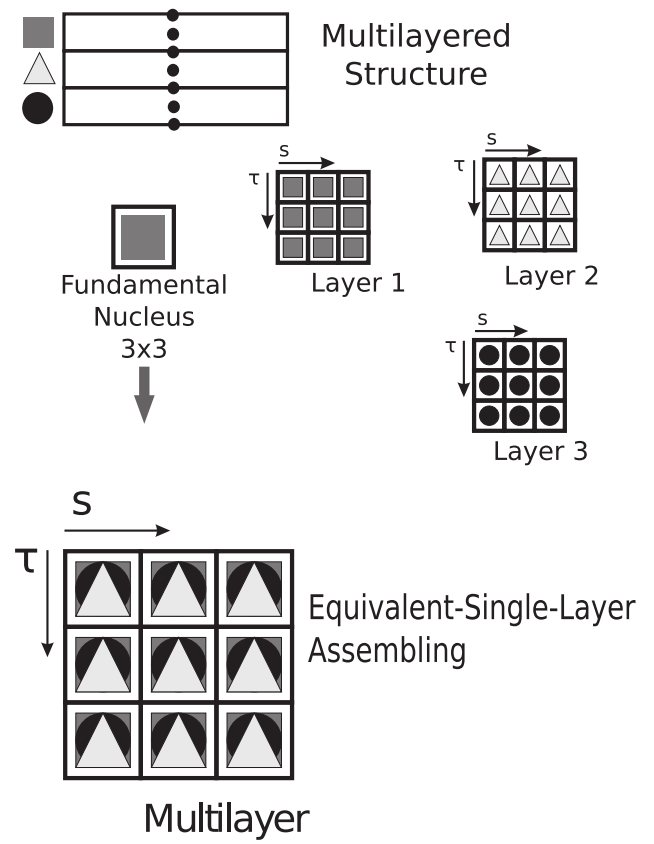 Multilayered
Structure
s
τ
Layer 1
s
τ
Layer 2
Fundamental
Nucleus
3x3
s
τ
Layer 3
s
τ
Equivalent-Single-Layer
Assembling
Multilayer